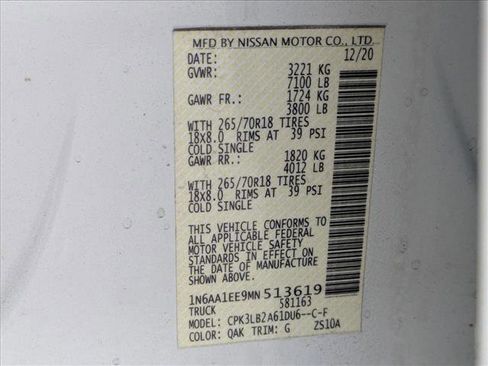 MFD BY NISSAN MOTOR CO., LTD.
DATE: 12/20
GVWR: 3221 KG
7100 LB
GAWR FR.: 1724 KG
3800 LB
WITH 265/70R18 TIRES
18x8.0 RIMS AT 39 PSI
COLD SINGLE
GAWR RR.: 1820 KG
4012 LB
WITH 265/70R18 TIRES
18x8.0 RIMS AT 39 PSI
COLD SINGLE
THIS VEHICLE CONFORMS TO
ALL APPLICABLE FEDERAL
MOTOR VEHICLE SAFETY
STANDARDS IN EFFECT ON
THE DATE OF MANUFACTURE
SHOWN ABOVE.
1N6AA1EE9MN 513619
TRUCK 581163
MODEL: CPK3LB2A61DU6--C-F
COLOR: QAK TRIM: G ZS10A